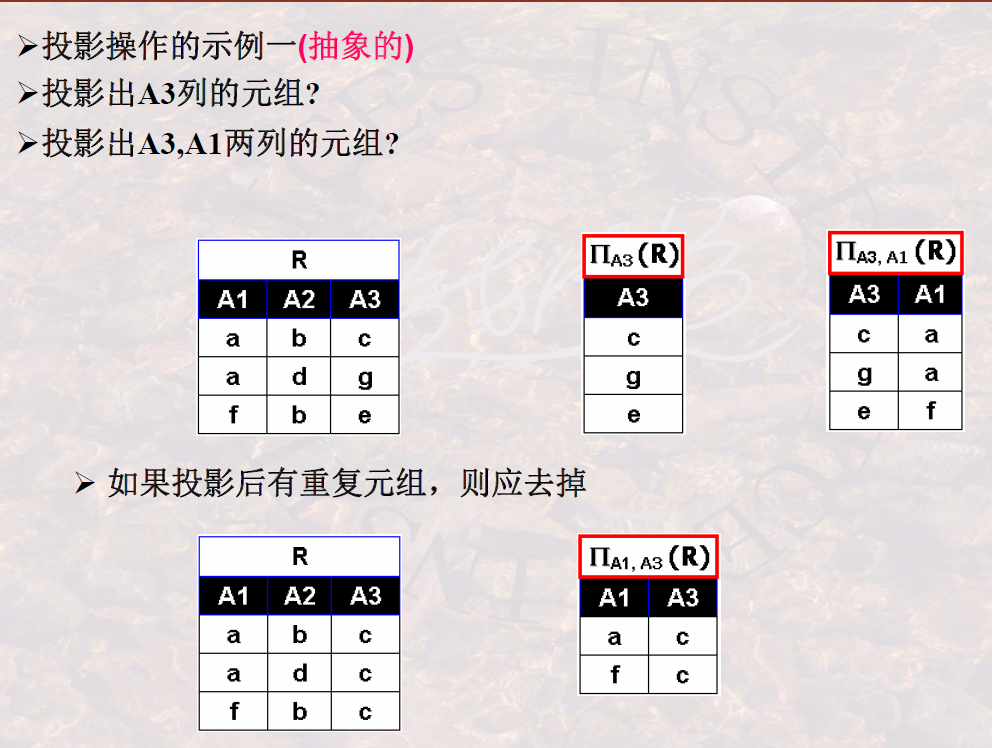 ➢投影操作的示例一(抽象的)
➢投影出A3列的元组?
➢投影出A3,A1两列的元组?
R
A1 A2 A3
a b c
a d g
f b e
Π A3 (R)
A3
c
g
e
Π A3, A1 (R)
A3 A1
c a
g a
e f
➢ 如果投影后有重复元组，则应去掉
R
A1 A2 A3
a b c
a d c
f b c
Π A1, A3 (R)
A1 A3
a c
f c